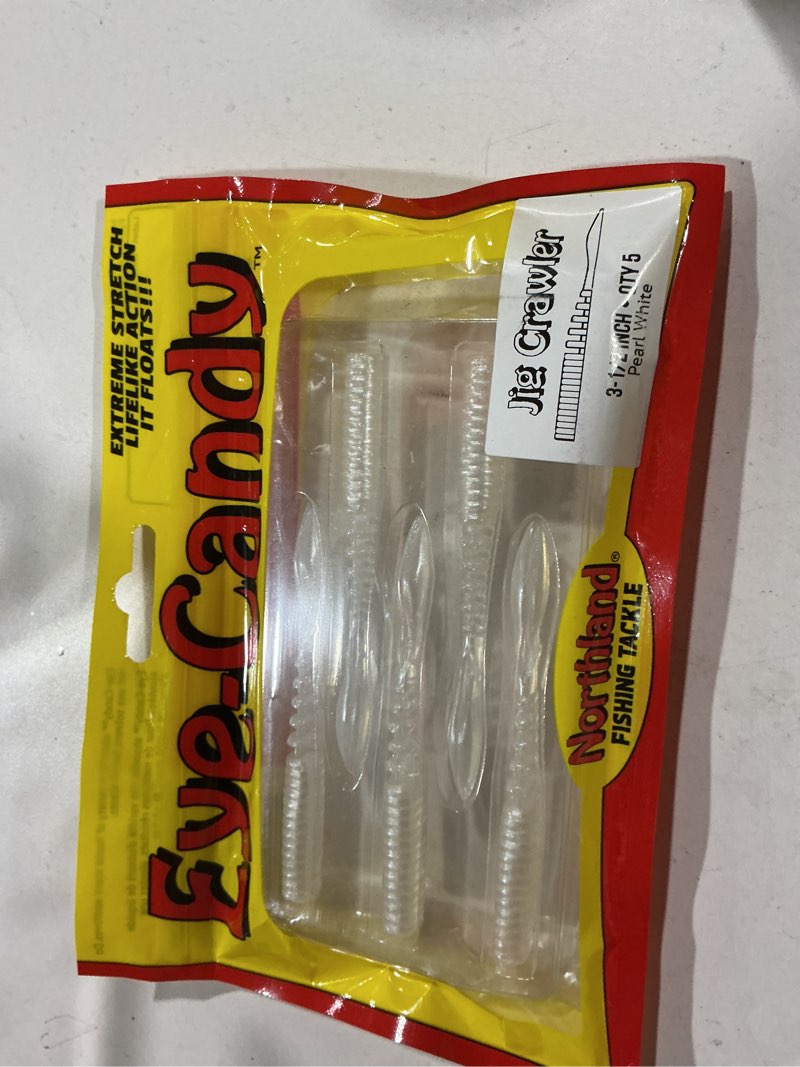 EXTREME STRETCH
LIFELIKE ACTION
IT FLOATS!!!
Eye-Candy™
Jig Crawler
3-1/2 INCH • QTY 5
Pearl White
Northland®
FISHING TACKLE